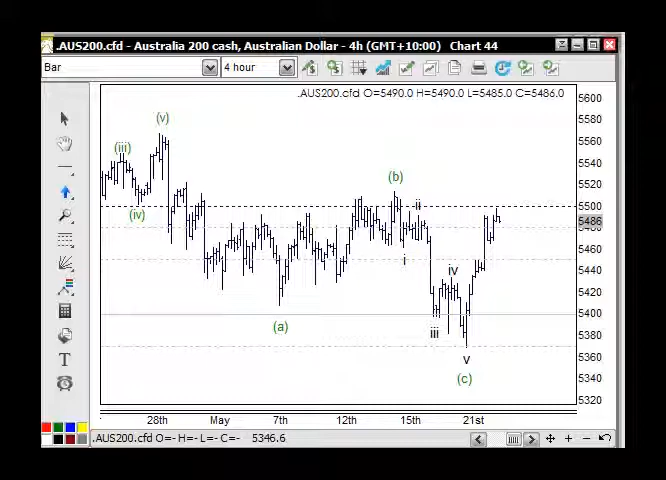 .AUS200.cfd - Australia 200 cash, Australian Dollar - 4h (GMT+10:00) Chart 44
Bar 4 hour
.AUS200.cfd O=5490.0 H=5490.0 L=5485.0 C=5486.0
5600
5580
5560
5540
5520
5500
5486
5460
5440
5420
5400
5380
5360
5340
5320
(v)
(iii)
(iv)
(b)
ii
i
iv
(a)
iii
v
(c)
T
28th May 7th 12th 15th 21st
.AUS200.cfd O=- H=- L=- C=- 5346.6